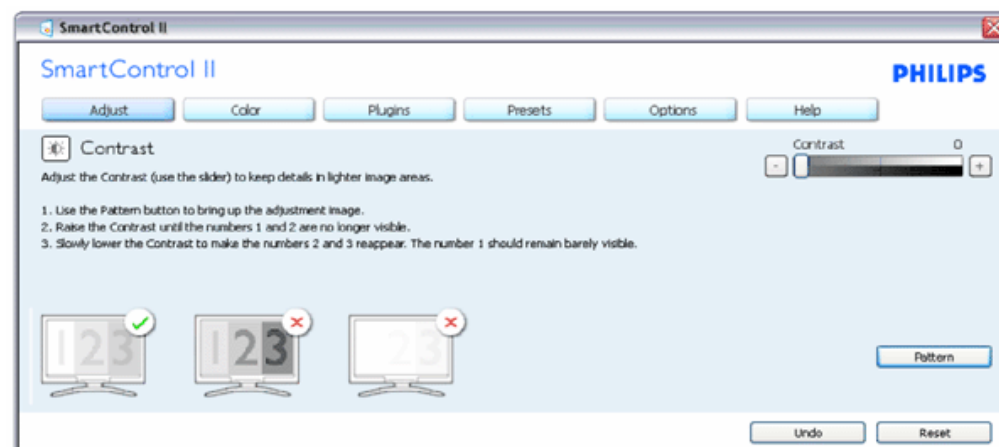 SmartControl II
SmartControl II
PHILIPS
Adjust Color Plugins Presets Options Help
Contrast
Contrast 0
- +
Adjust the Contrast (use the slider) to keep details in lighter image areas.
1. Use the Pattern button to bring up the adjustment image.
2. Raise the Contrast until the numbers 1 and 2 are no longer visible.
3. Slowly lower the Contrast to make the numbers 2 and 3 reappear. The number 1 should remain barely visible.
123 123 23
Pattern
Undo Reset